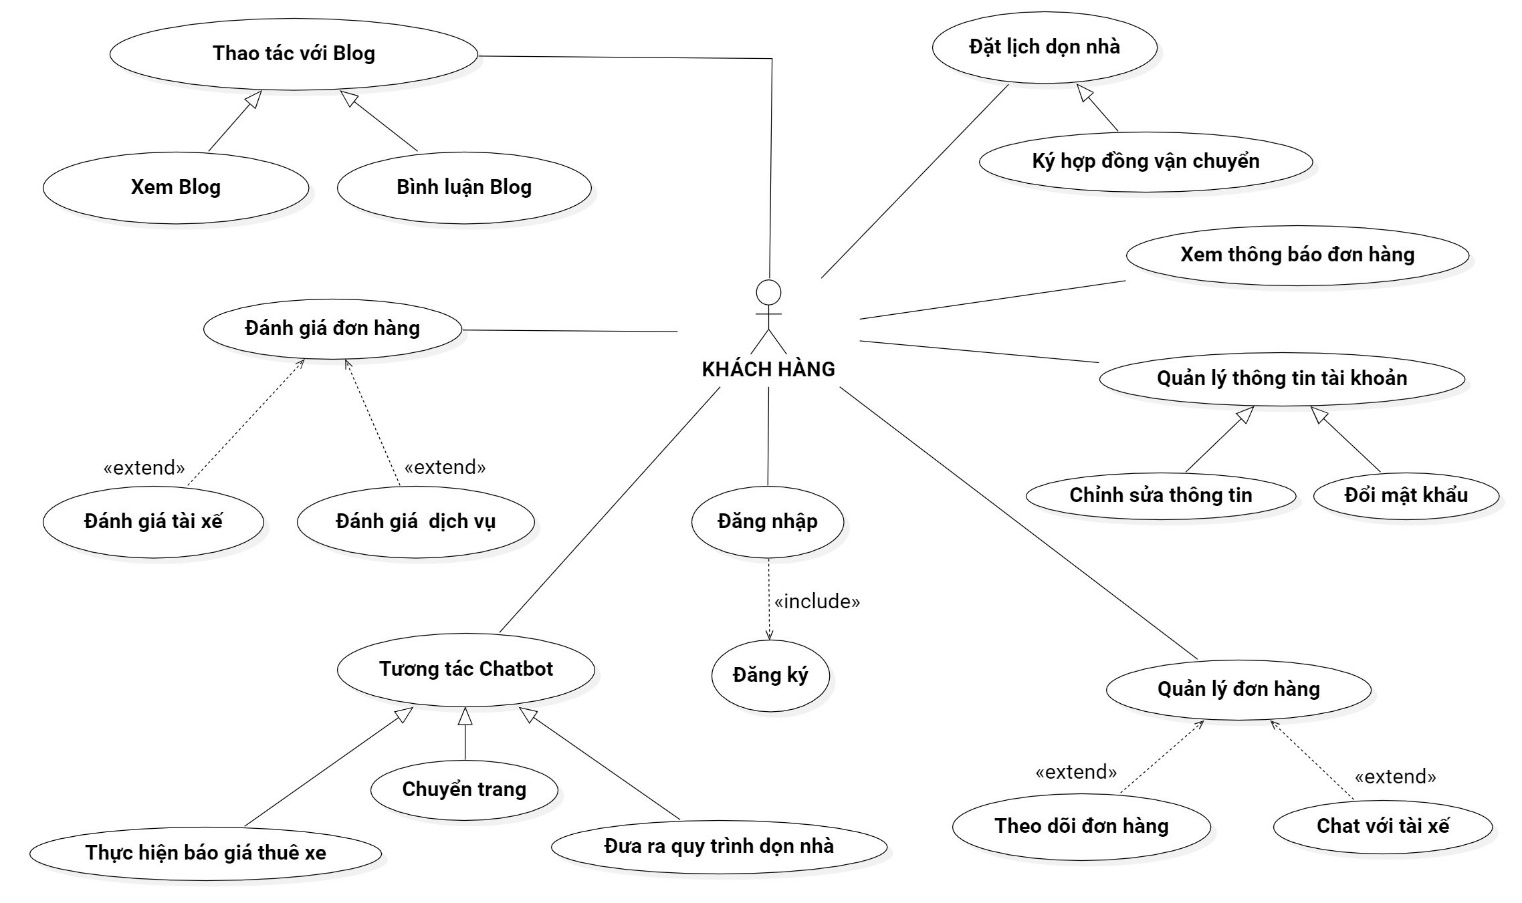 Thao tác với Blog
Đặt lịch dọn nhà
Xem Blog
Bình luận Blog
Ký hợp đồng vận chuyển
Xem thông báo đơn hàng
Đánh giá đơn hàng
KHÁCH HÀNG
Quản lý thông tin tài khoản
«extend»
«extend»
Chỉnh sửa thông tin
Đổi mật khẩu
Đánh giá tài xế
Đánh giá  dịch vụ
Đăng nhập
«include»
Tương tác Chatbot
Đăng ký
Quản lý đơn hàng
«extend»
«extend»
Chuyển trang
Theo dõi đơn hàng
Chat với tài xế
Thực hiện báo giá thuê xe
Đưa ra quy trình dọn nhà